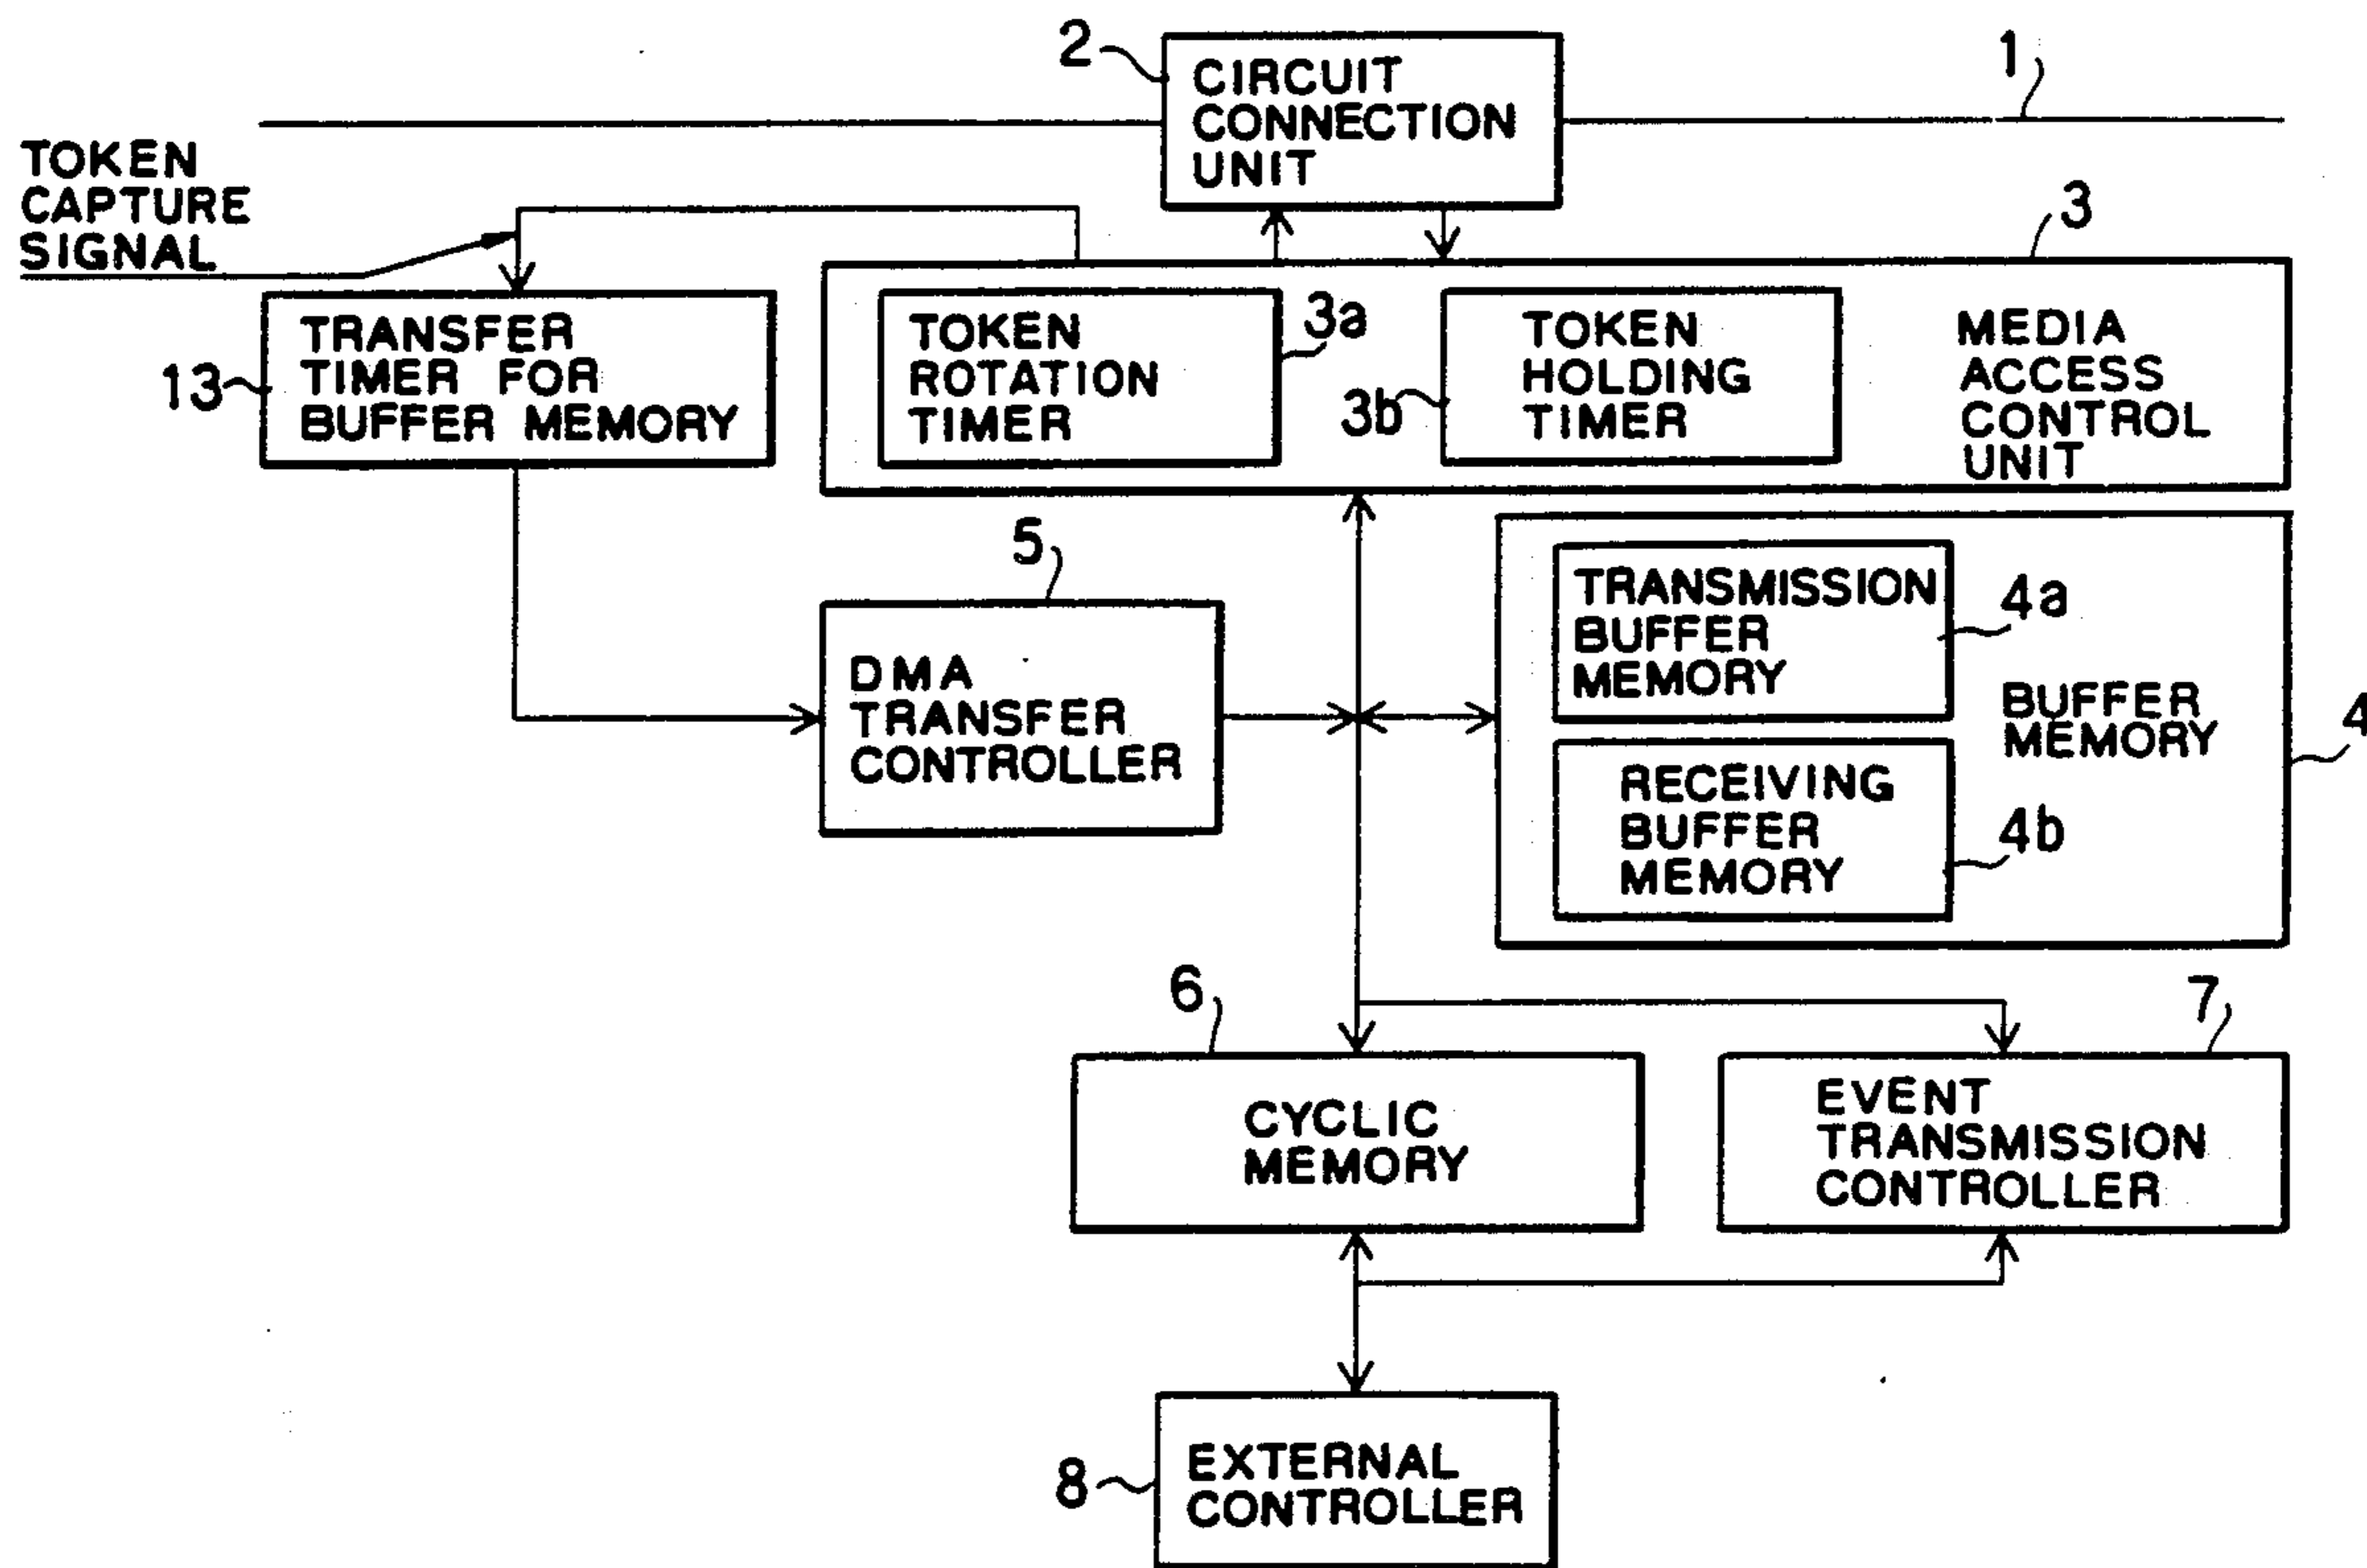 2
CIRCUIT
CONNECTION
UNIT
1
TOKEN
CAPTURE
SIGNAL
3
TRANSFER
TIMER FOR
BUFFER MEMORY
13
TOKEN
ROTATION
TIMER
3a
3b
TOKEN
HOLDING
TIMER
MEDIA
ACCESS
CONTROL
UNIT
5
DMA
TRANSFER
CONTROLLER
TRANSMISSION
BUFFER
MEMORY
4a
BUFFER
MEMORY
4
RECEIVING
BUFFER
MEMORY
4b
6
CYCLIC
MEMORY
7
EVENT
TRANSMISSION
CONTROLLER
8
EXTERNAL
CONTROLLER